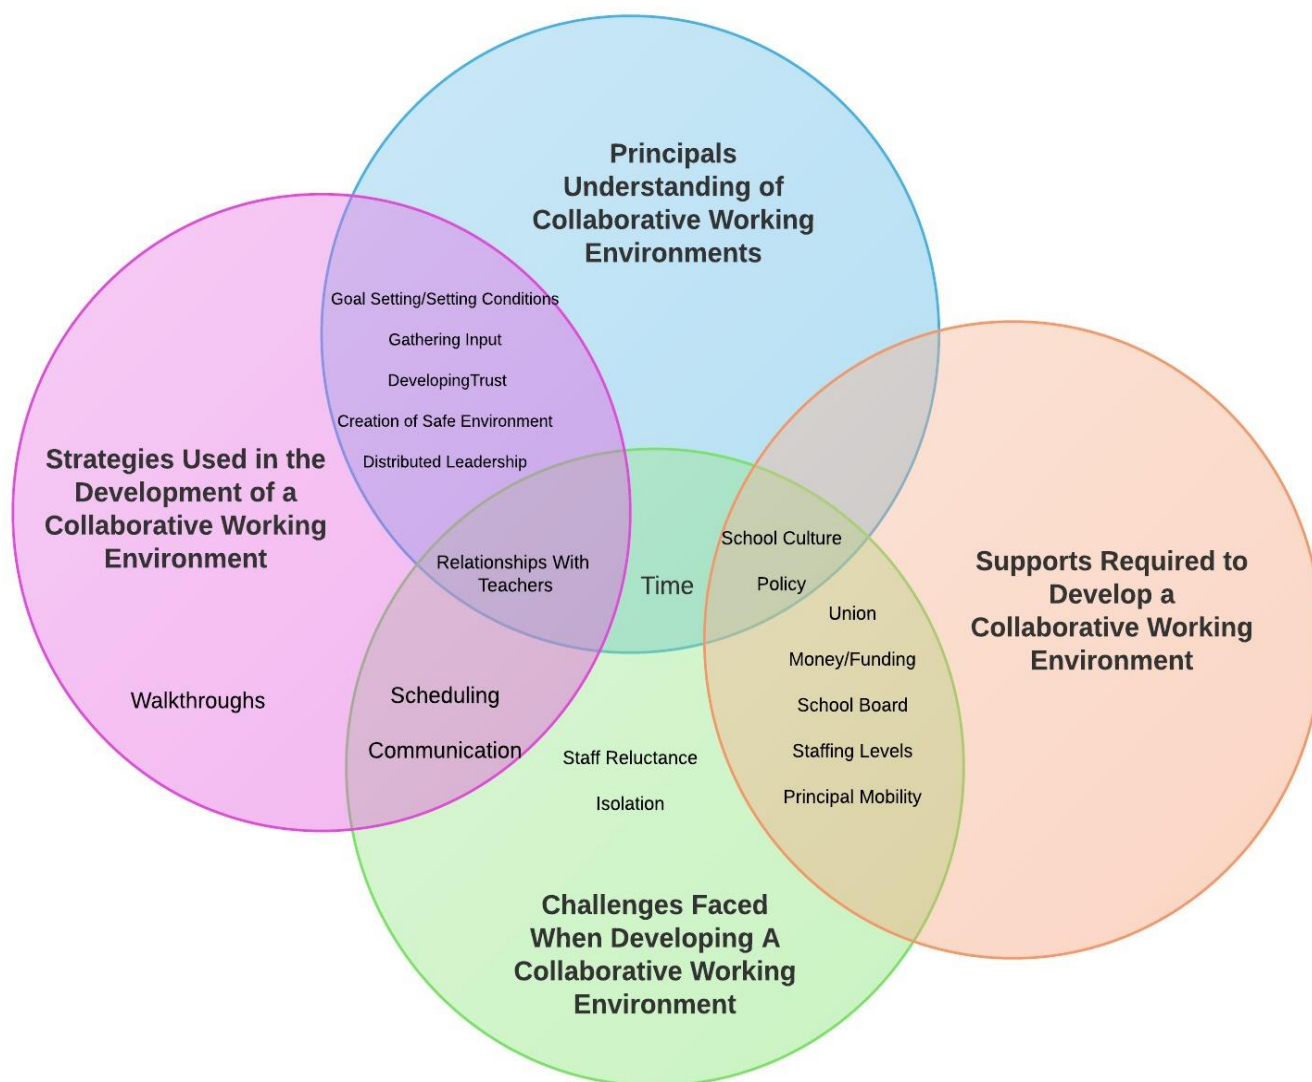 Principals
Understanding of
Collaborative Working
Environments
Goal Setting/Setting Conditions
Gathering Input
DevelopingTrust
Creation of Safe Environment
Distributed Leadership
Strategies Used in the
Development of a
Collaborative Working
Environment
Relationships With
Teachers
Time
School Culture
Policy
Supports Required to
Develop a
Collaborative Working
Environment
Union
Money/Funding
School Board
Staffing Levels
Principal Mobility
Walkthroughs
Scheduling
Communication
Staff Reluctance
Isolation
Challenges Faced
When Developing A
Collaborative Working
Environment